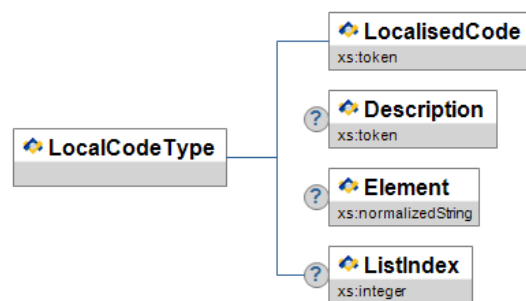 LocalisedCode
xs:token
?
Description
xs:token
LocalCodeType
?
Element
xs:normalizedString
?
ListIndex
xs:integer